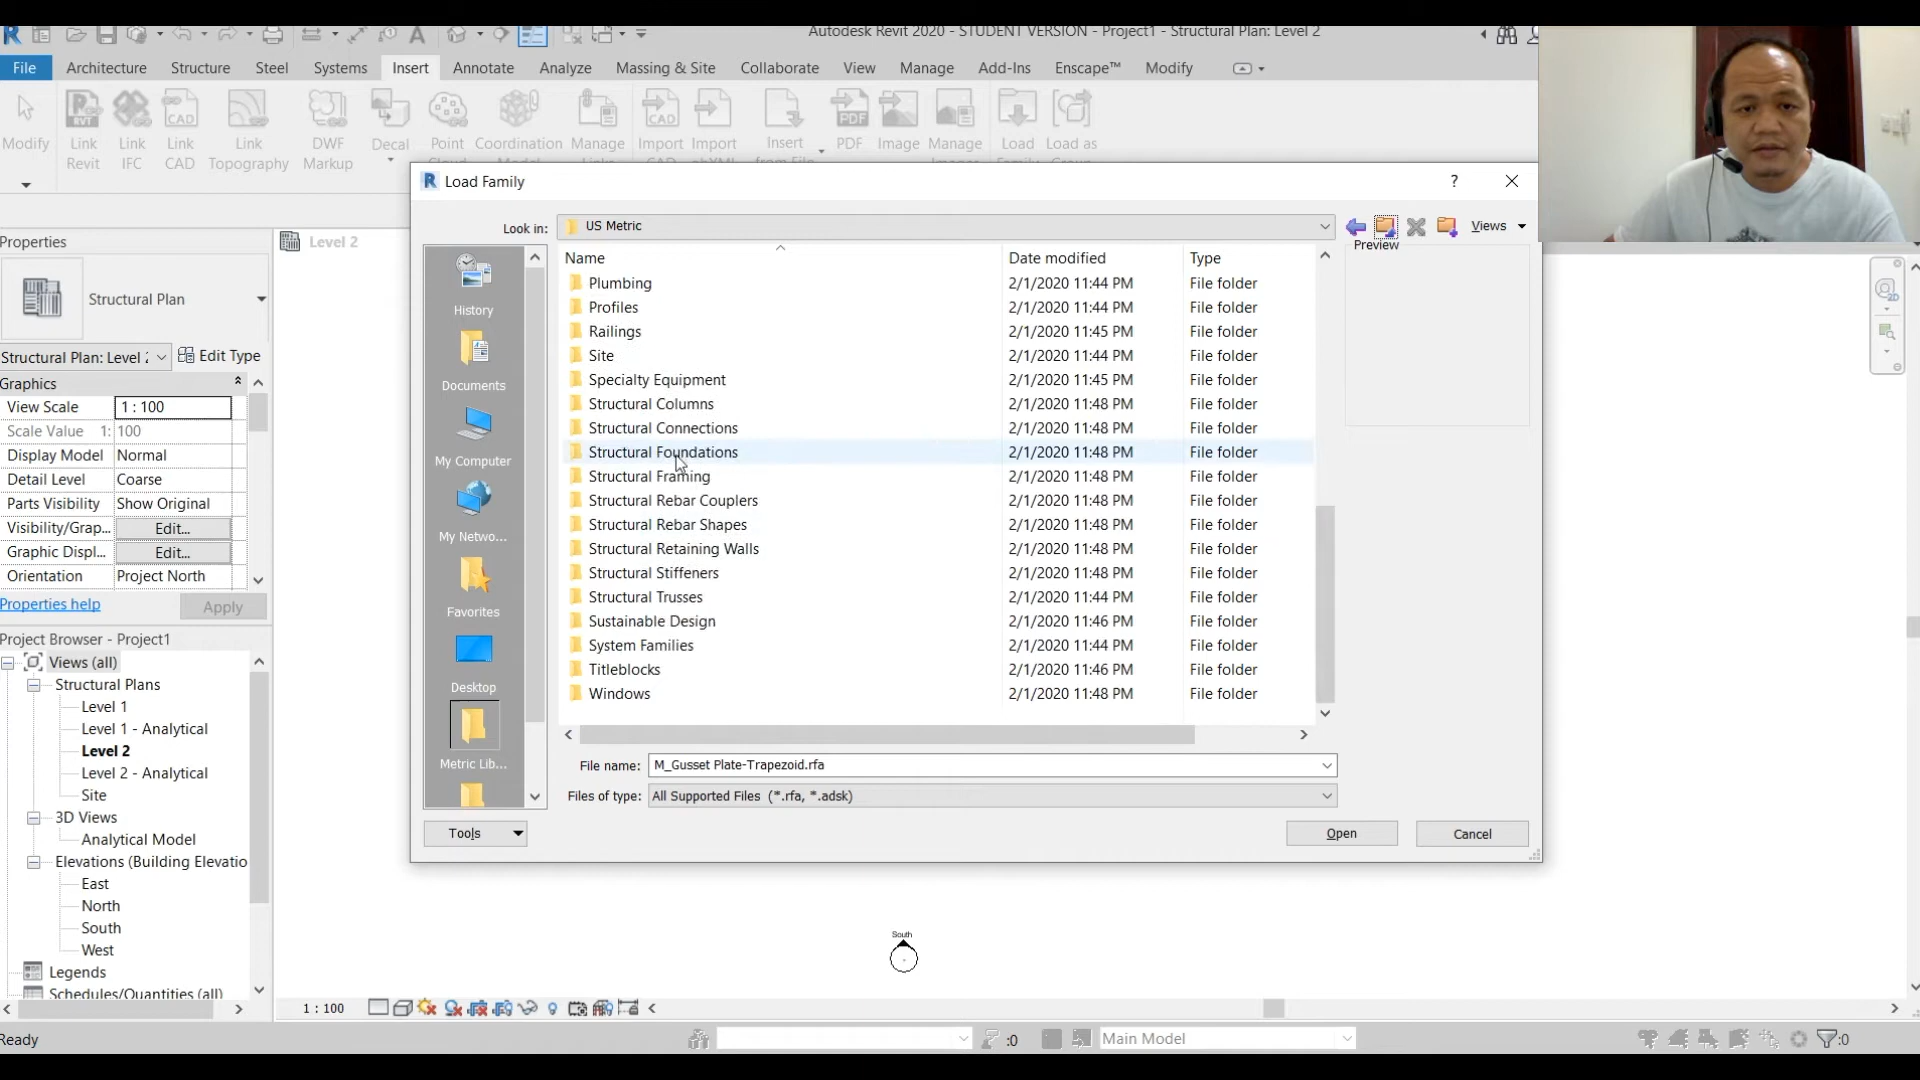 Autodesk Revit 2020 - STUDENT VERSION - Project1 - Structural Plan: Level 2
File Architecture Structure Steel Systems Insert Annotate Analyze Massing & Site Collaborate View Manage Add-Ins Enscape™ Modify
Modify Link Link Link Link DWF Decal Point Coordination Manage Import Import Insert PDF Image Manage Load Load as
Revit IFC CAD Topography Markup
Load Family
Look in: US Metric Views
Preview
Name Date modified Type
Plumbing 2/1/2020 11:44 PM File folder
Profiles 2/1/2020 11:44 PM File folder
Railings 2/1/2020 11:45 PM File folder
Site 2/1/2020 11:44 PM File folder
Specialty Equipment 2/1/2020 11:45 PM File folder
Structural Columns 2/1/2020 11:48 PM File folder
Structural Connections 2/1/2020 11:48 PM File folder
Structural Foundations 2/1/2020 11:48 PM File folder
Structural Framing 2/1/2020 11:48 PM File folder
Structural Rebar Couplers 2/1/2020 11:48 PM File folder
Structural Rebar Shapes 2/1/2020 11:48 PM File folder
Structural Retaining Walls 2/1/2020 11:48 PM File folder
Structural Stiffeners 2/1/2020 11:48 PM File folder
Structural Trusses 2/1/2020 11:44 PM File folder
Sustainable Design 2/1/2020 11:46 PM File folder
System Families 2/1/2020 11:44 PM File folder
Titleblocks 2/1/2020 11:46 PM File folder
Windows 2/1/2020 11:48 PM File folder
History
Documents
My Computer
My Netwo...
Favorites
Desktop
Metric Lib...
File name: M_Gusset Plate-Trapezoid.rfa
Files of type: All Supported Files (*.rfa, *.adsk)
Tools Open Cancel
Properties
Level 2
Structural Plan
Structural Plan: Level 2 Edit Type
Graphics
View Scale 1 : 100
Scale Value 1: 100
Display Model Normal
Detail Level Coarse
Parts Visibility Show Original
Visibility/Grap... Edit...
Graphic Displ... Edit...
Orientation Project North
Properties help Apply
Project Browser - Project1
Views (all)
Structural Plans
Level 1
Level 1 - Analytical
Level 2
Level 2 - Analytical
Site
3D Views
Analytical Model
Elevations (Building Elevatio
East
North
South
West
Legends
Schedules/Quantities (all)
South
1 : 100
Ready :0 Main Model :0